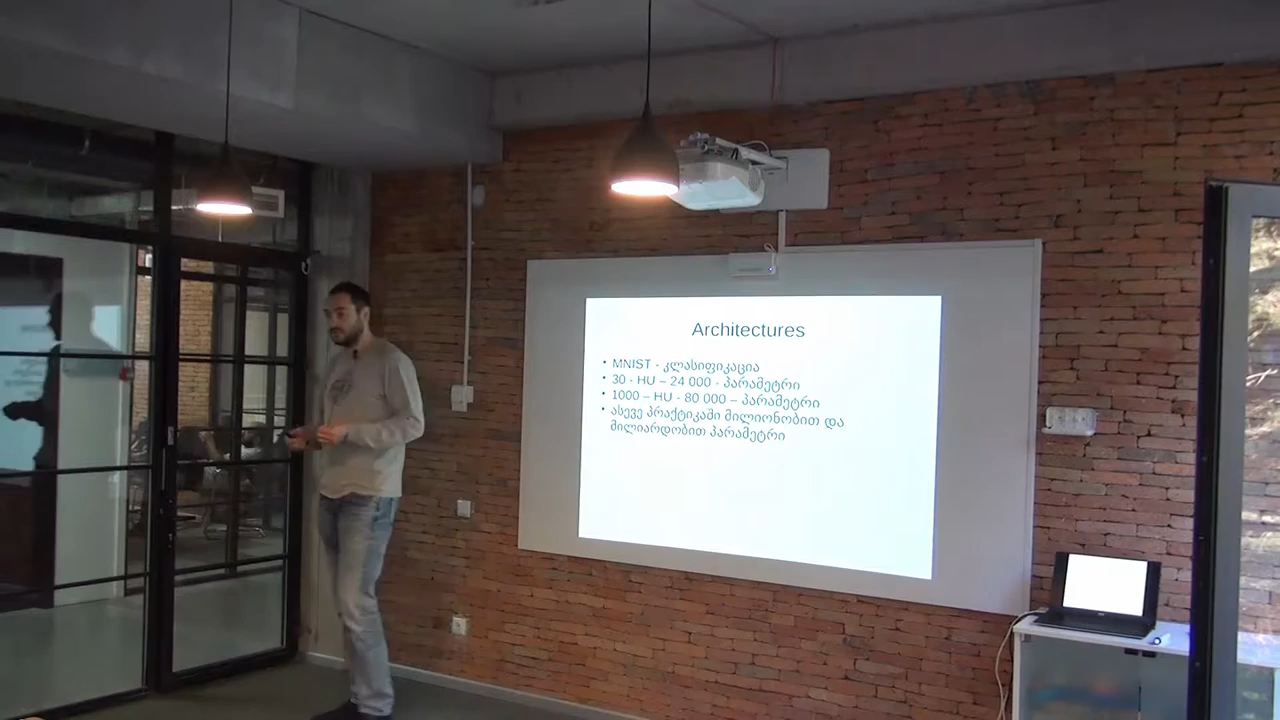 Architectures
• MNIST - კლასიფიკაცია
• 30 - HU – 24 000 - პარამეტრი
• 1000 – HU - 80 000 – პარამეტრი
• ასევე პრაქტიკაში მილიონობით და
მილიარდობით პარამეტრი